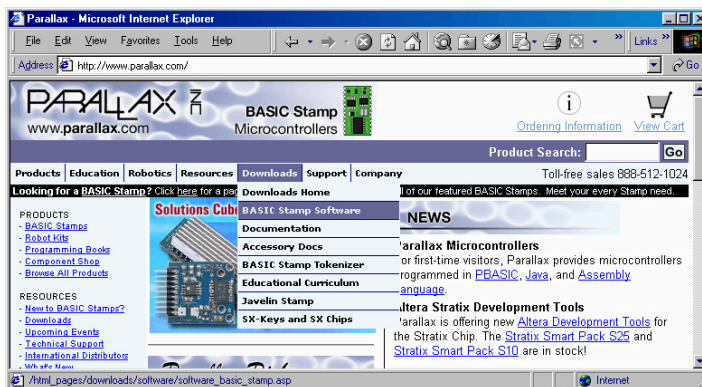 Parallax - Microsoft Internet Explorer
File Edit View Favorites Tools Help
Links »
Address http://www.parallax.com/
Go
PARALLAX INC
www.parallax.com
BASIC Stamp
Microcontrollers
Ordering Information View Cart
Product Search: Go
Products Education Robotics Resources Downloads Support Company
Toll-free sales 888-512-1024
Looking for a BASIC Stamp? Click here for a pag
ll of our featured BASIC Stamps. Meet your every Stamp need.
Downloads Home
BASIC Stamp Software
Documentation
Accessory Docs
BASIC Stamp Tokenizer
Educational Curriculum
Javelin Stamp
SX-Keys and SX Chips
PRODUCTS
- BASIC Stamps
- Robot Kits
- Programming Books
- Component Shop
- Browse All Products
RESOURCES
- New to BASIC Stamps?
- Downloads
- Upcoming Events
- Technical Support
- International Distributors
- What's New
Solutions Cub
NEWS
Parallax Microcontrollers
or first-time visitors, Parallax provides microcontrollers
rogrammed in PBASIC, Java, and Assembly
anguage.
Altera Stratix Development Tools
Parallax is offering new Altera Development Tools for
the Stratix Chip. The Stratix Smart Pack S25 and
Stratix Smart Pack S10 are in stock!
/html_pages/downloads/software/software_basic_stamp.asp
Internet